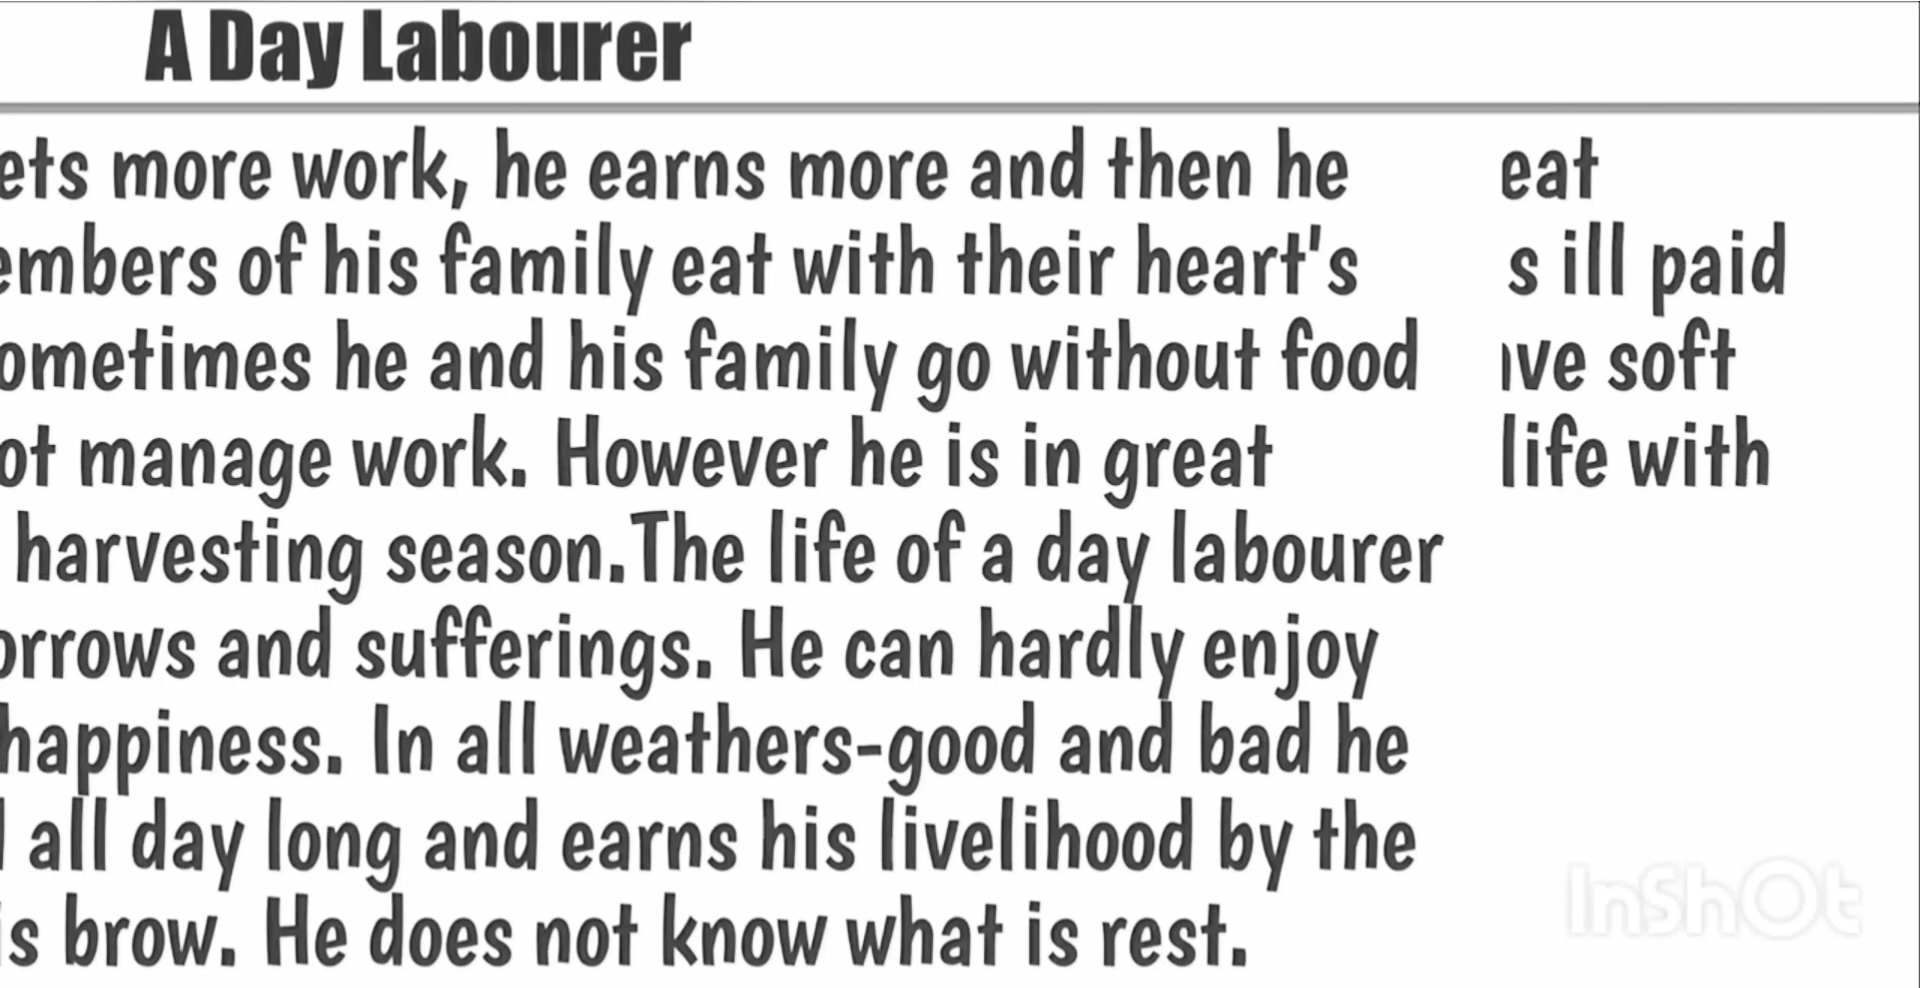 A Day Labourer
ets more work, he earns more and then he
embers of his family eat with their heart's
ometimes he and his family go without food
ot manage work. However he is in great
harvesting season.The life of a day labourer
orrows and sufferings. He can hardly enjoy
happiness. In all weathers-good and bad he
all day long and earns his livelihood by the
is brow. He does not know what is rest.
eat
s ill paid
ve soft
life with
InShOt